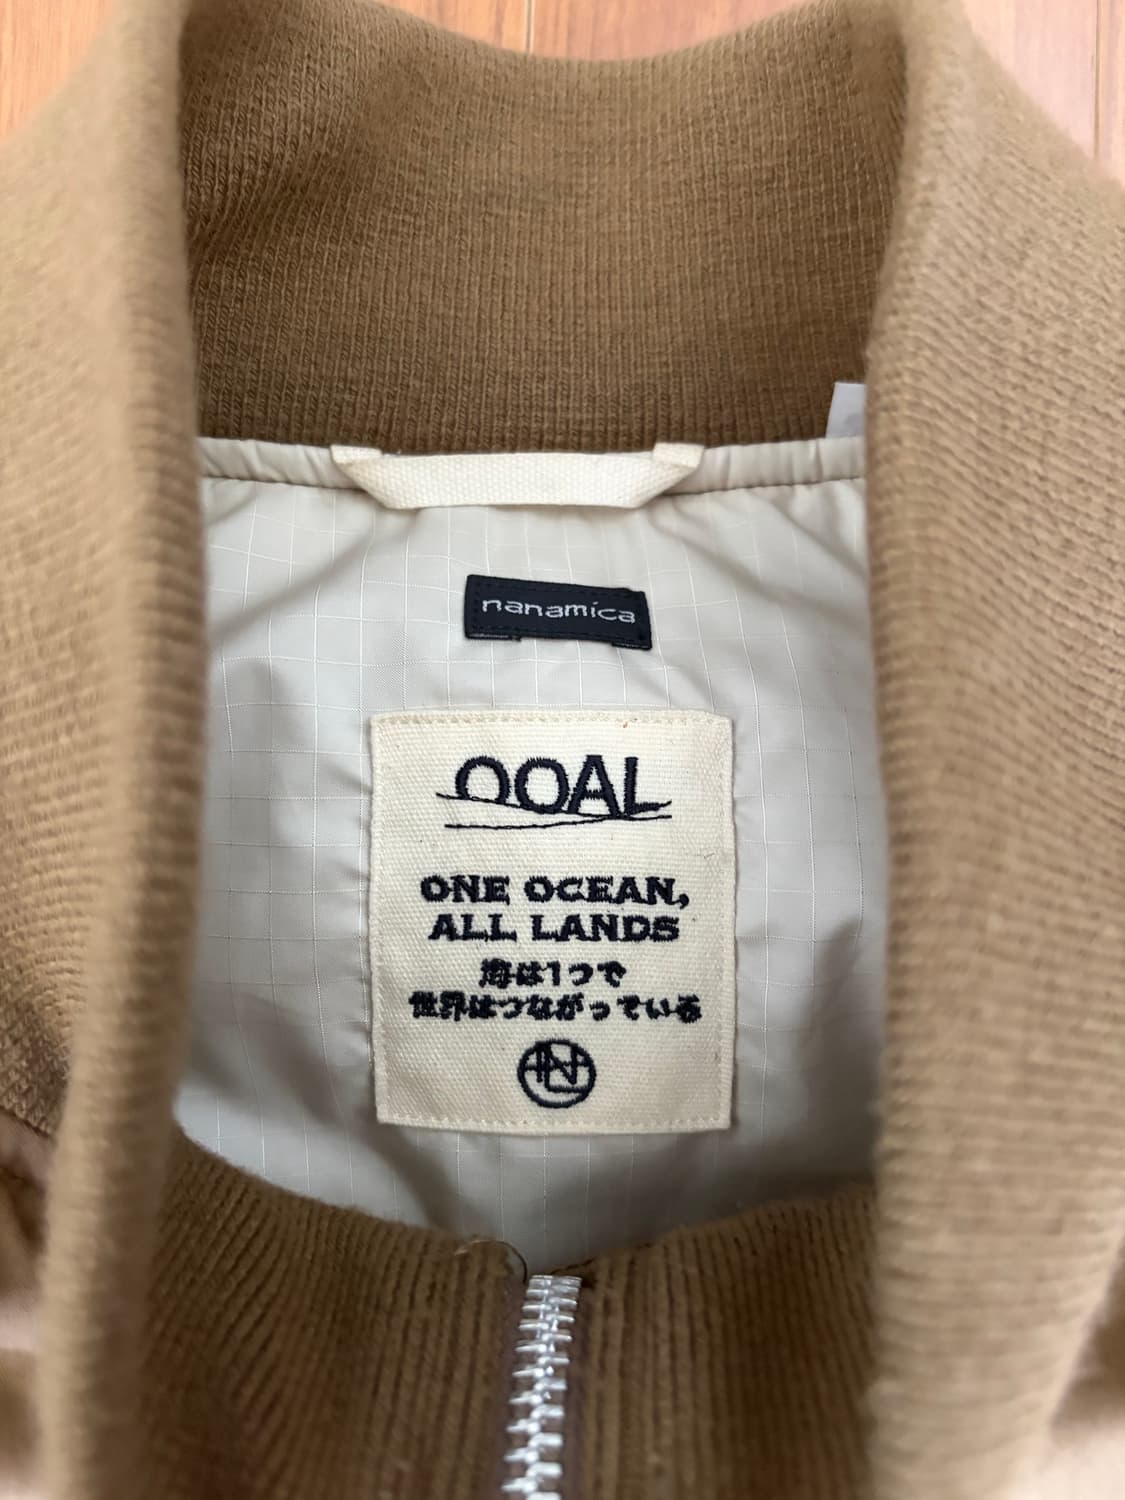 nanamica
OOAL
ONE OCEAN,
ALL LANDS
海は1つで
世界はつながっている